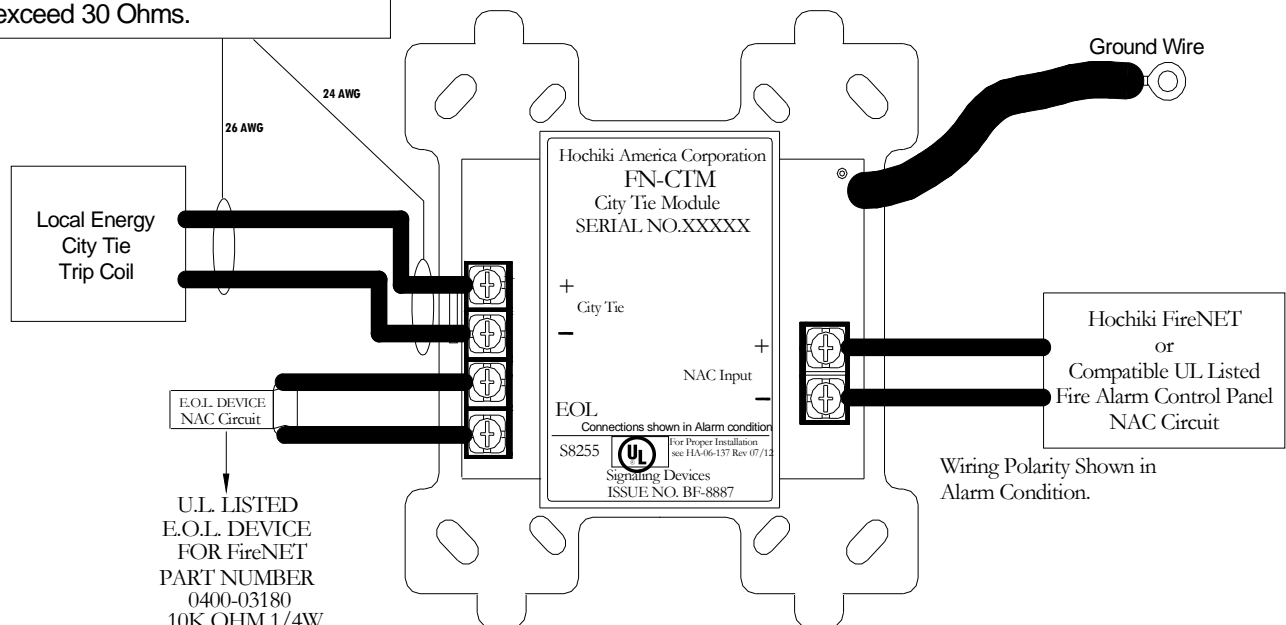 exceed 30 Ohms.
24 AWG
26 AWG
Ground Wire
Local Energy
City Tie
Trip Coil
Hochiki America Corporation
FN-CTM
City Tie Module
SERIAL NO.XXXXX
+
City Tie
–
+
NAC Input
–
EOL
Connections shown in Alarm condition
S8255
UL
For Proper Installation
see HA-06-137 Rev 07/12
Signaling Devices
ISSUE NO. BF-8887
E.O.L. DEVICE
NAC Circuit
U.L. LISTED
E.O.L. DEVICE
FOR FireNET
PART NUMBER
0400-03180
10K OHM 1/4W
Hochiki FireNET
or
Compatible UL Listed
Fire Alarm Control Panel
NAC Circuit
Wiring Polarity Shown in
Alarm Condition.